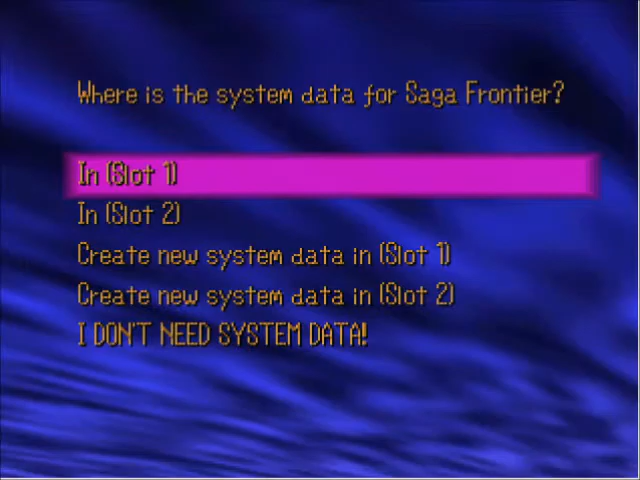 Where is the system data for Saga Frontier?
In (Slot 1)
In (Slot 2)
Create new system data in (Slot 1)
Create new system data in (Slot 2)
I DON'T NEED SYSTEM DATA!